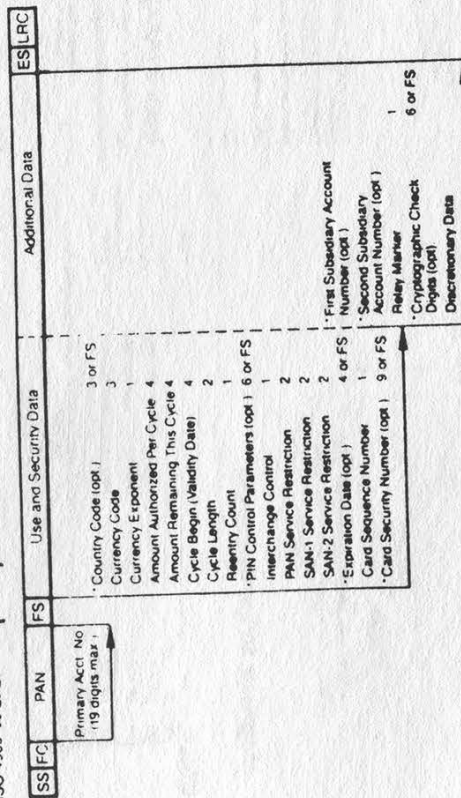 SS FC PAN FS Use and Security Data Additional Data ES LRC
Primary Acct No
(19 digits max)
*Country Code (opt) 3 or FS
Currency Code 3
Currency Exponent 1
Amount Authorized Per Cycle 4
Amount Remaining This Cycle 4
Cycle Begin (Validity Date) 4
Cycle Length 2
Reentry Count 1
*PIN Control Parameters (opt) 6 or FS
Interchange Control 1
PAN Service Restriction 2
SAN-1 Service Restriction 2
SAN-2 Service Restriction 2
*Expiration Date (opt) 4 or FS
Card Sequence Number 1
*Card Security Number (opt) 9 or FS
*First Subsidiary Account
Number (opt)
*Second Subsidiary
Account Number (opt)
Relay Marker 1
*Cryptographic Check 6 or FS
Digits (opt)
Discretionary Data